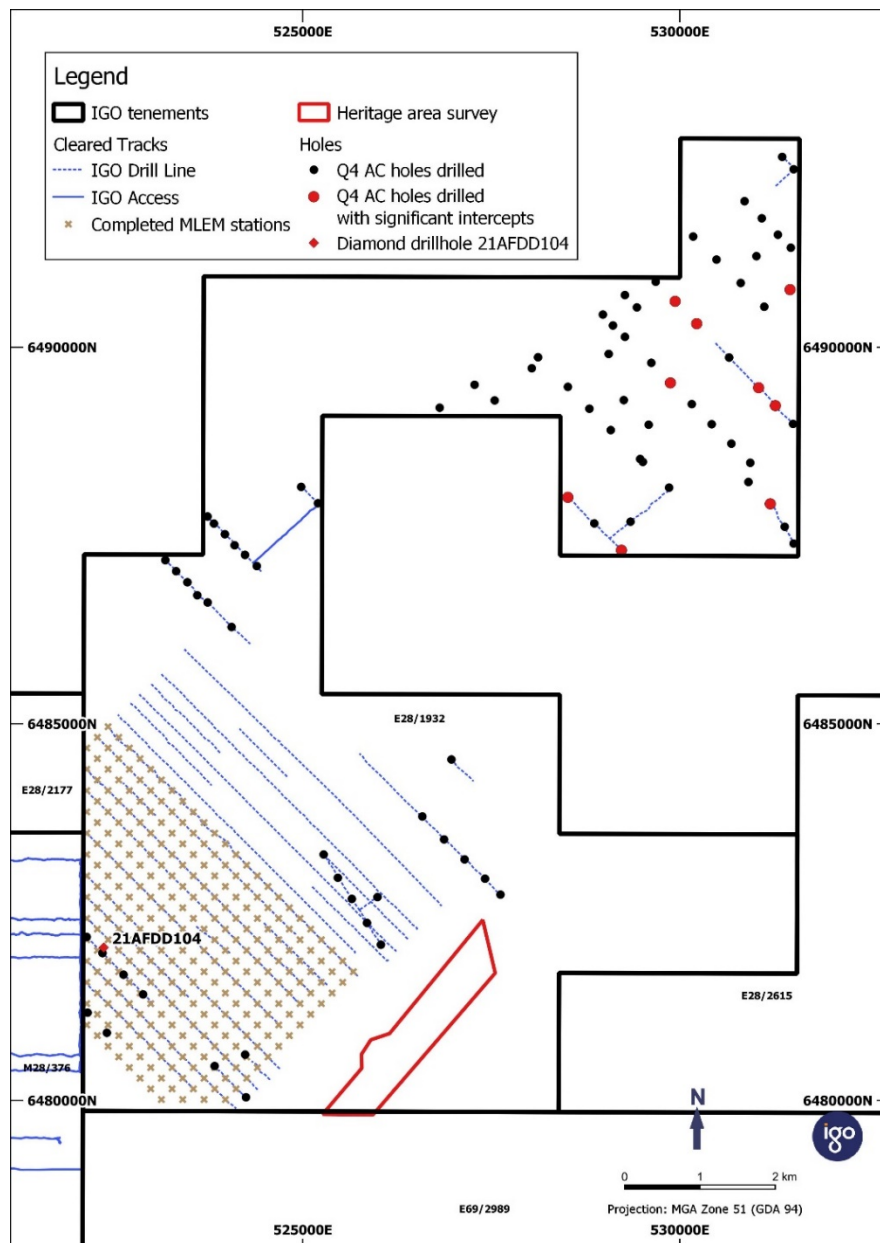 525000E
530000E
Legend
IGO tenements
Cleared Tracks
IGO Drill Line
IGO Access
Completed MLEM stations
Heritage area survey
Holes
Q4 AC holes drilled
Q4 AC holes drilled
with significant intercepts
Diamond drillhole 21AFDD104
6490000N
6490000N
6485000N
E28/1932
6485000N
E28/2177
21AFDD104
E28/2615
M28/376
6480000N
6480000N
N
igo
0 1 2 km
E69/2989
Projection: MGA Zone 51 (GDA 94)
525000E
530000E